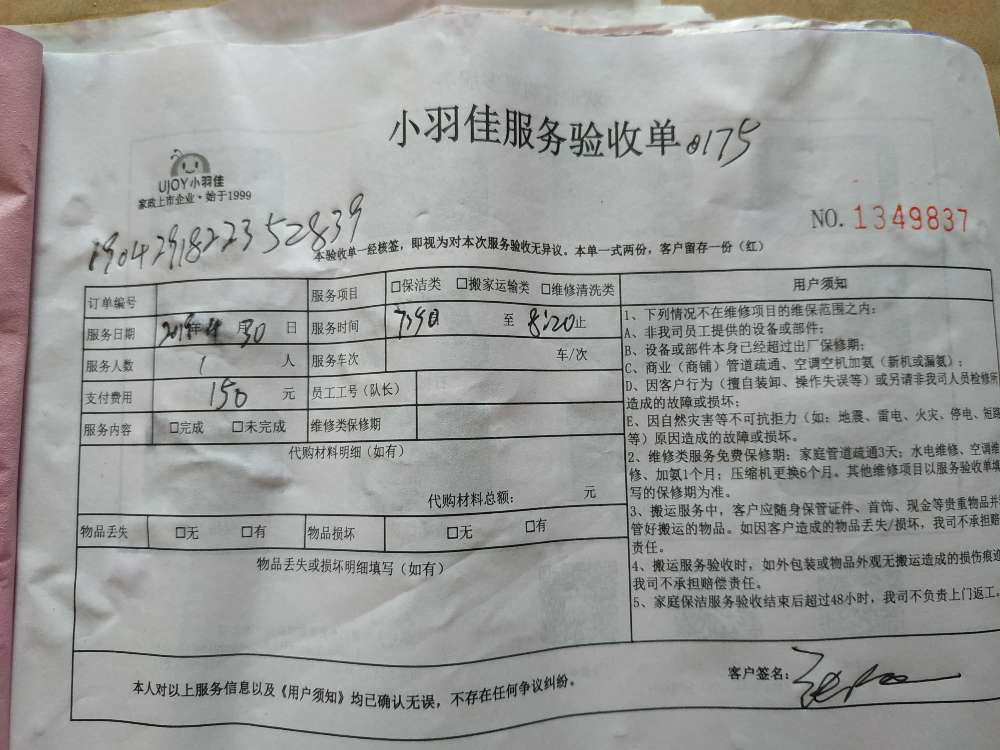 小羽佳服务验收单 0175
UJOY小羽佳
家政上市企业·始于1999
NO. 1349837
190429182235 2839
本验收单一经核签，即视为对本次服务验收无异议。本单一式两份，客户留存一份（红）
订单编号 服务项目 □保洁类 □搬家运输类 □维修清洗类
服务日期 2019年4月30日 服务时间 至 8:20止
服务人数 1 人 服务车次 车/次
支付费用 150 元 员工工号（队长）
服务内容 □完成 □未完成 维修类保修期
代购材料明细（如有）
代购材料总额： 元
物品丢失 □无 □有 物品损坏 □无 □有
物品丢失或损坏明细填写（如有）
用户须知
1、下列情况不在维修项目的维保范围之内：
A、非我司员工提供的设备或部件；
B、设备或部件本身已经超过出厂保修期；
C、商业（商铺）管道疏通、空调空机加氨（新机或漏氨）；
D、因客户行为（擅自装卸、操作失误等）或另请非我司人员检修所
造成的故障或损坏；
E、因自然灾害等不可抗拒力（如：地震、雷电、火灾、停电、
等）原因造成的故障或损坏。
2、维修类服务免费保修期：家庭管道疏通3天；水电维修、空调维
修、加氨1个月；压缩机更换6个月。其他维修项目以服务验收单填
写的保修期为准。
3、搬运服务中，客户应随身保管证件、首饰、现金等贵重物品并
管好搬运的物品。如因客户造成的物品丢失/损坏，我司不承担
责任。
4、搬运服务验收时，如外包装或物品外观无搬运造成的损伤痕迹
我司不承担赔偿责任。
5、家庭保洁服务验收结束后超过48小时，我司不负责上门返工。
本人对以上服务信息以及《用户须知》均已确认无误，不存在任何争议纠纷。
客户签名：